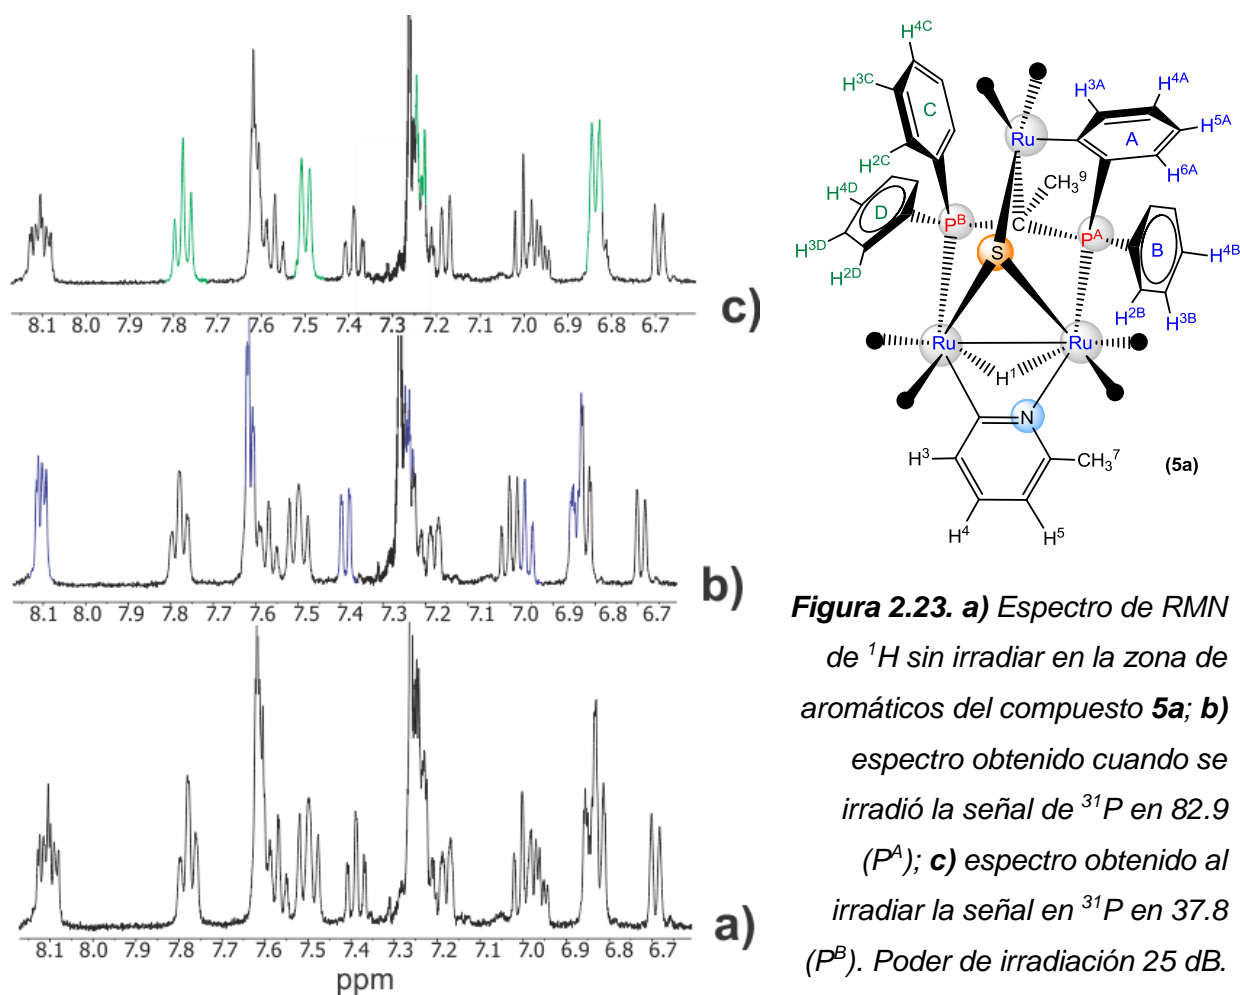 8.1 8.0 7.9 7.8 7.7 7.6 7.5 7.4 7.3 7.2 7.1 7.0 6.9 6.8 6.7
c)
8.1 8.0 7.9 7.8 7.7 7.6 7.5 7.4 7.3 7.2 7.1 7.0 6.9 6.8 6.7
b)
8.1 8.0 7.9 7.8 7.7 7.6 7.5 7.4 7.3 7.2 7.1 7.0 6.9 6.8 6.7
a)
ppm
H4C
H3C
C
H2C
H4D
D
H3D
H2D
H3A
H4A
A
H5A
H6A
Ru
CH39
PB
C
PA
S
B
H4B
H2B
H3B
Ru
Ru
H1
N
H3
CH37
H4
H5
(5a)
Figura 2.23. a) Espectro de RMN
de 1H sin irradiar en la zona de
aromáticos del compuesto 5a; b)
espectro obtenido cuando se
irradió la señal de 31P en 82.9
(PA); c) espectro obtenido al
irradiar la señal en 31P en 37.8
(PB). Poder de irradiación 25 dB.